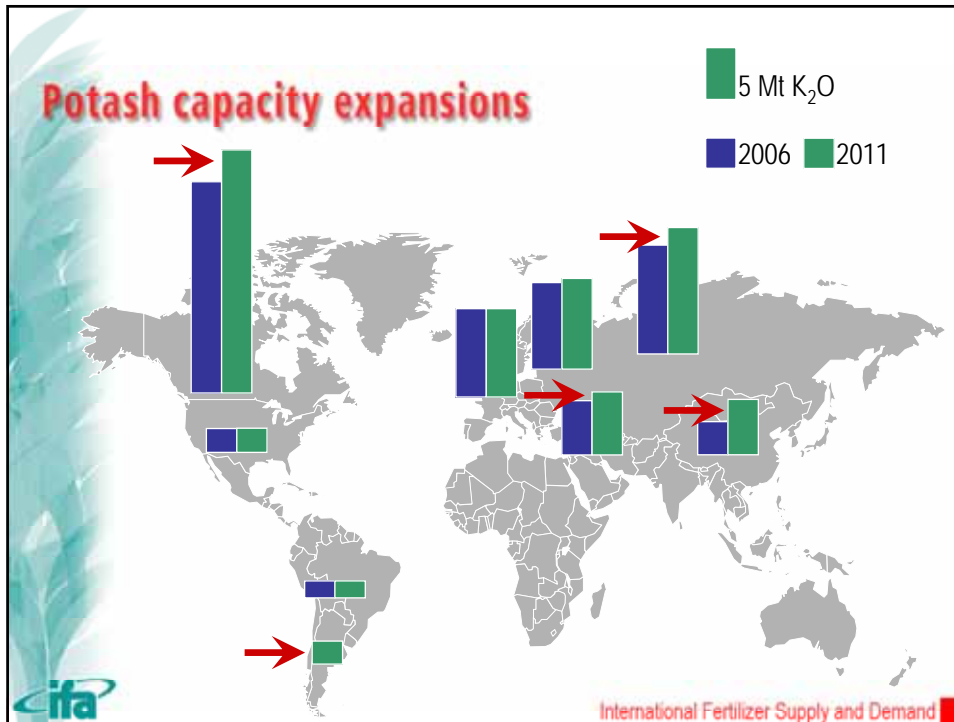 Potash capacity expansions
5 Mt K₂O
2006 2011
ifa
International Fertilizer Supply and Demand